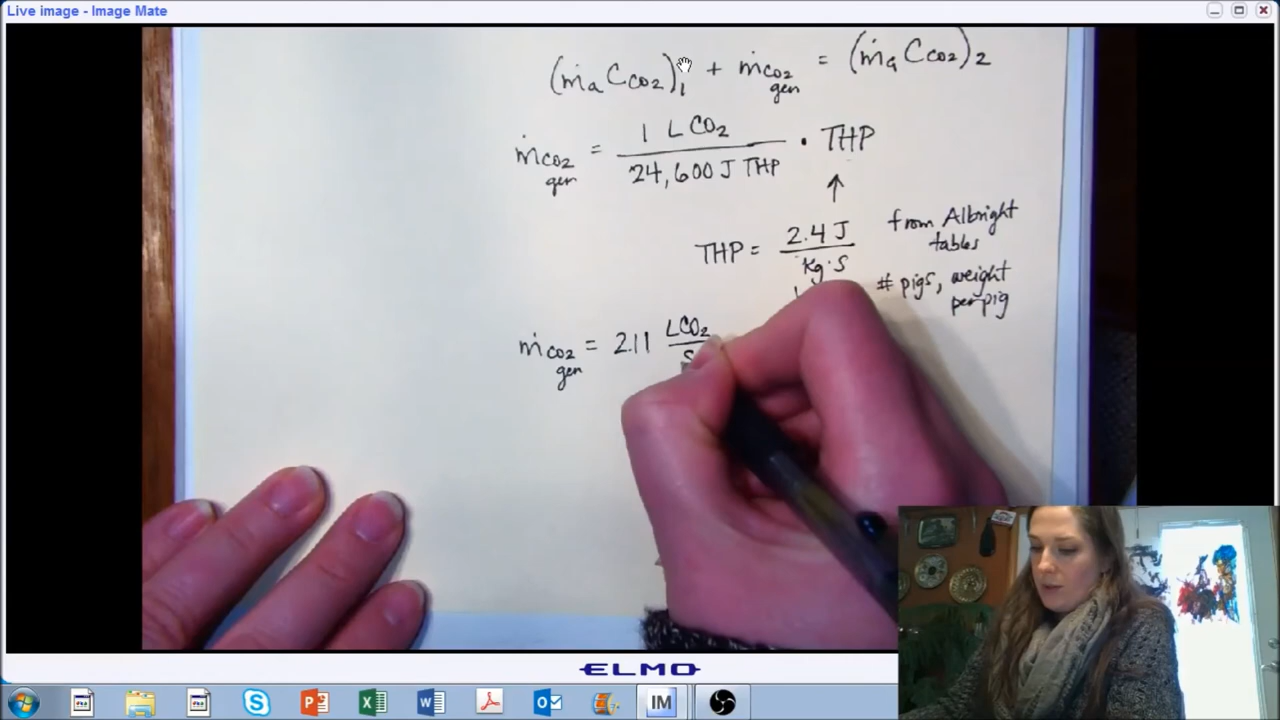 Live image - Image Mate
(ṁa Cco2)1 + ṁco2 gen = (ṁa Cco2)2
ṁco2 gen = 1 L CO2 / 24,600 J THP • THP
↑
THP = 2.4 J / kg·s from Albright tables
# pigs, weight per pig
ṁco2 gen = 2.11 LCO2 / s
ELMO
IM